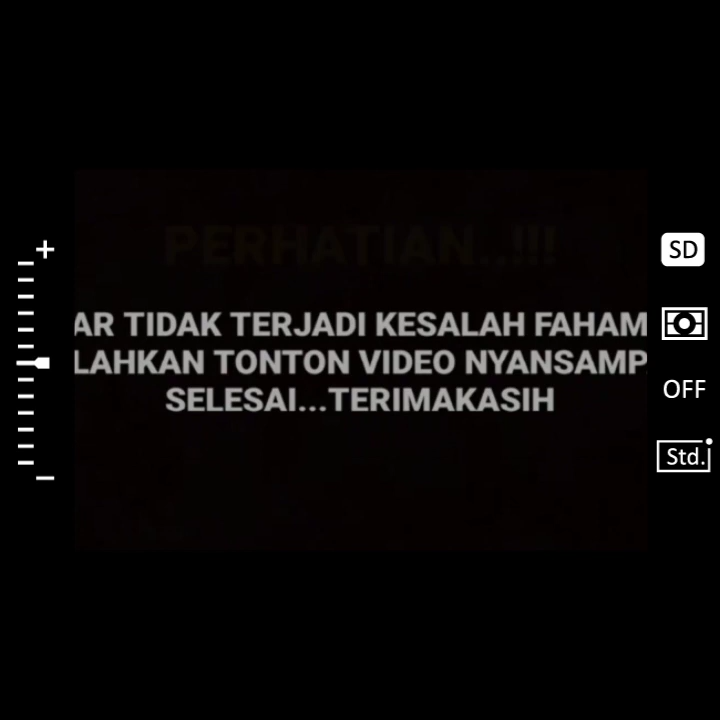 PERHATIAN..!!!
AR TIDAK TERJADI KESALAH FAHAM
LAHKAN TONTON VIDEO NYANSAMP
SELESAI...TERIMAKASIH
+
−
SD
OFF
Std.